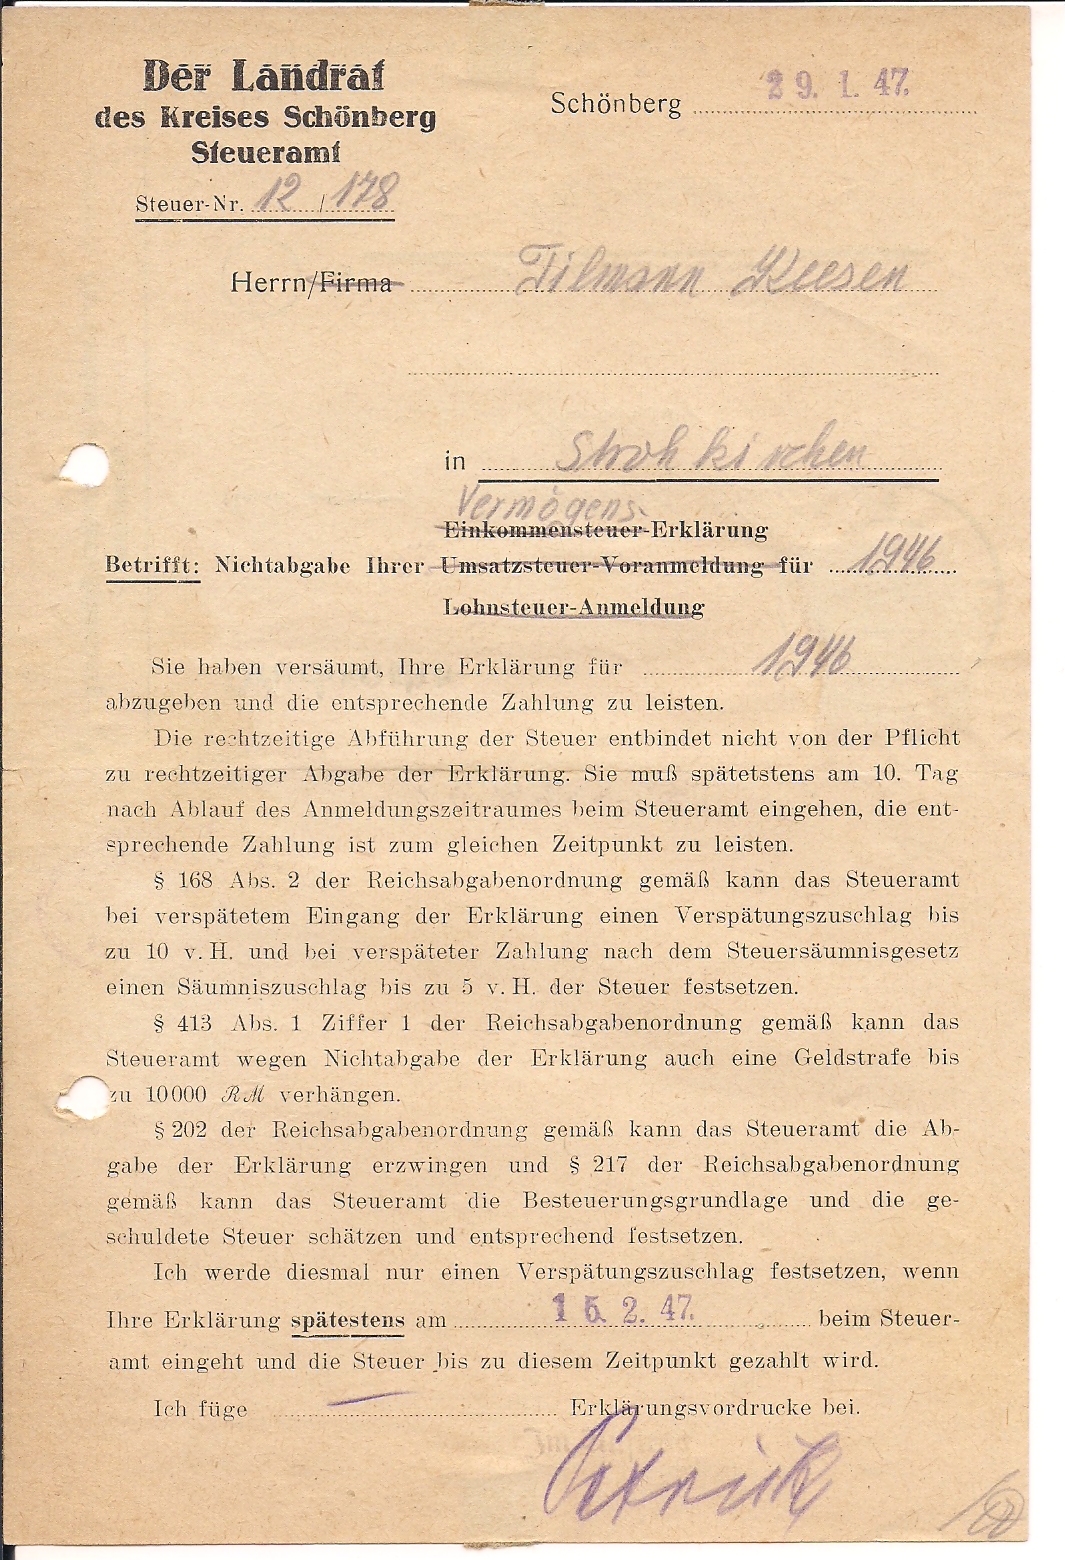 Der Landrat
des Kreises Schönberg
Steueramt
Schönberg 29. 1. 47.
Steuer-Nr. 12 / 178
Herrn/Firma Tilmann
in Strohkirchen
Vermögens-
Einkommensteuer-Erklärung
Betrifft: Nichtabgabe Ihrer Umsatzsteuer-Voranmeldung für 1946
Lohnsteuer-Anmeldung
Sie haben versäumt, Ihre Erklärung für 1946
abzugeben und die entsprechende Zahlung zu leisten.
Die rechtzeitige Abführung der Steuer entbindet nicht von der Pflicht
zu rechtzeitiger Abgabe der Erklärung. Sie muß spätetstens am 10. Tag
nach Ablauf des Anmeldungszeitraumes beim Steueramt eingehen, die ent-
sprechende Zahlung ist zum gleichen Zeitpunkt zu leisten.
§ 168 Abs. 2 der Reichsabgabenordnung gemäß kann das Steueramt
bei verspätetem Eingang der Erklärung einen Verspätungszuschlag bis
zu 10 v. H. und bei verspäteter Zahlung nach dem Steuersäumnisgesetz
einen Säumniszuschlag bis zu 5 v. H. der Steuer festsetzen.
§ 413 Abs. 1 Ziffer 1 der Reichsabgabenordnung gemäß kann das
Steueramt wegen Nichtabgabe der Erklärung auch eine Geldstrafe bis
zu 10000 RM verhängen.
§ 202 der Reichsabgabenordnung gemäß kann das Steueramt die Ab-
gabe der Erklärung erzwingen und § 217 der Reichsabgabenordnung
gemäß kann das Steueramt die Besteuerungsgrundlage und die ge-
schuldete Steuer schätzen und entsprechend festsetzen.
Ich werde diesmal nur einen Verspätungszuschlag festsetzen, wenn
Ihre Erklärung spätestens am 15. 2. 47. beim Steuer-
amt eingeht und die Steuer bis zu diesem Zeitpunkt gezahlt wird.
Ich füge — Erklärungsvordrucke bei.